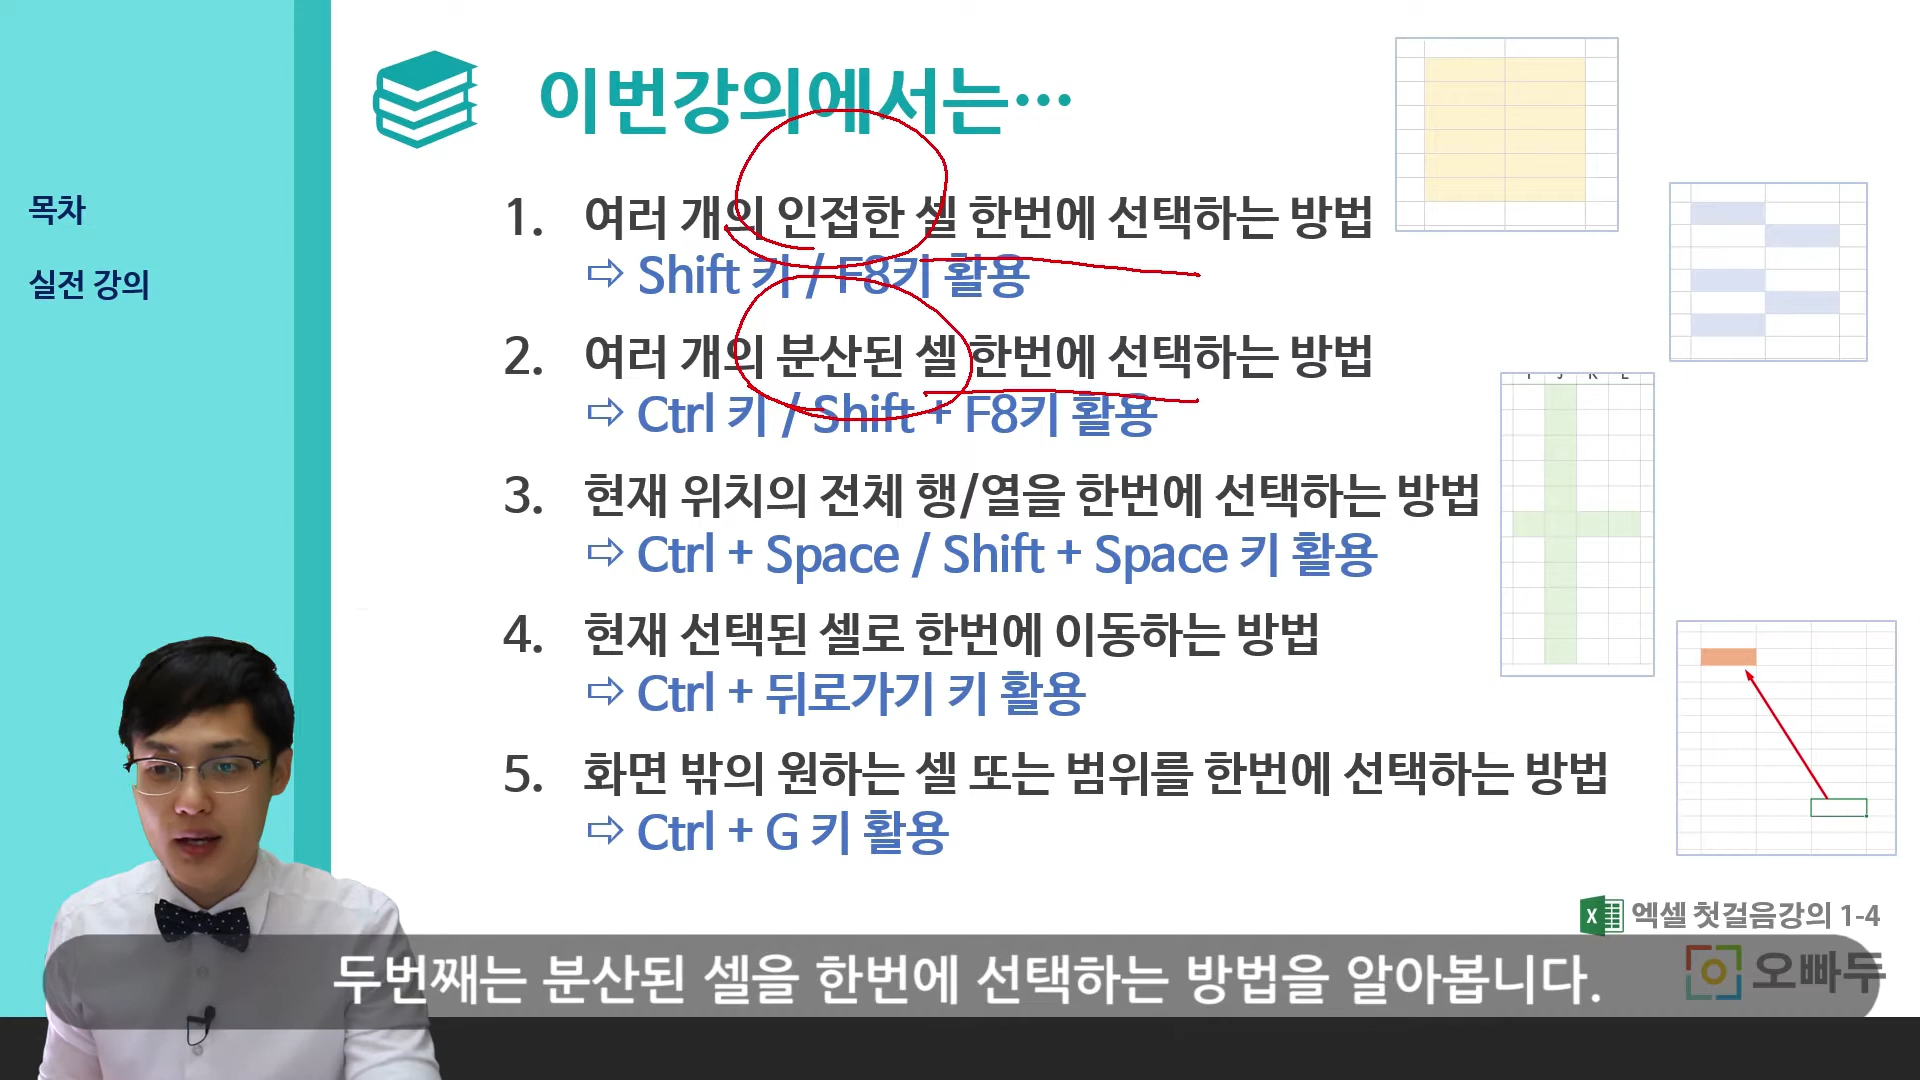 이번강의에서는…
목차
실전 강의
1. 여러 개의 인접한 셀 한번에 선택하는 방법
⇨ Shift 키 / F8키 활용
2. 여러 개의 분산된 셀 한번에 선택하는 방법
⇨ Ctrl 키 / Shift + F8키 활용
3. 현재 위치의 전체 행/열을 한번에 선택하는 방법
⇨ Ctrl + Space / Shift + Space 키 활용
4. 현재 선택된 셀로 한번에 이동하는 방법
⇨ Ctrl + 뒤로가기 키 활용
5. 화면 밖의 원하는 셀 또는 범위를 한번에 선택하는 방법
⇨ Ctrl + G 키 활용
X 엑셀 첫걸음강의 1-4
오빠두
두번째는 분산된 셀을 한번에 선택하는 방법을 알아봅니다.